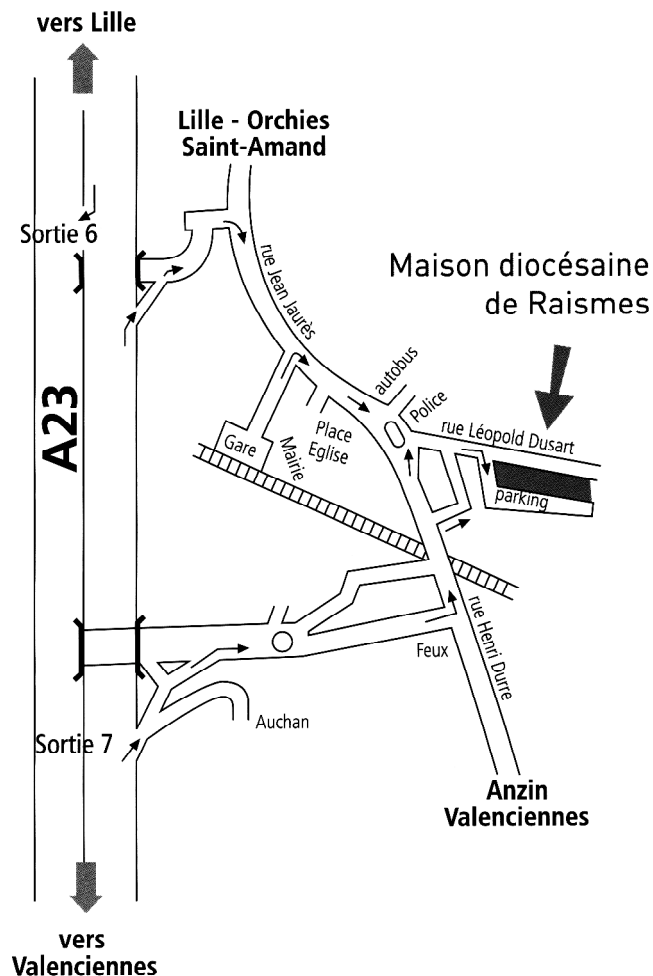 vers Lille
Lille - Orchies
Saint-Amand
Sortie 6
rue Jean Jaurès
Maison diocésaine
de Raismes
A23
autobus
Police
rue Léopold Dusart
Gare
Mairie
Place
Eglise
parking
rue Henri Durre
Feux
Auchan
Sortie 7
Anzin
Valenciennes
vers
Valenciennes